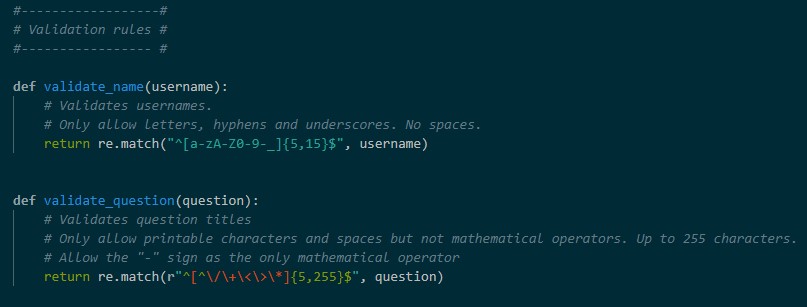 #------------------#
# Validation rules #
#----------------- #
def validate_name(username):
# Validates usernames.
# Only allow letters, hyphens and underscores. No spaces.
return re.match("^[a-zA-Z0-9-_]{5,15}$", username)
def validate_question(question):
# Validates question titles
# Only allow printable characters and spaces but not mathematical operators. Up to 255 characters.
# Allow the "-" sign as the only mathematical operator
return re.match(r"^[^\/\+\<\>\*]{5,255}$", question)